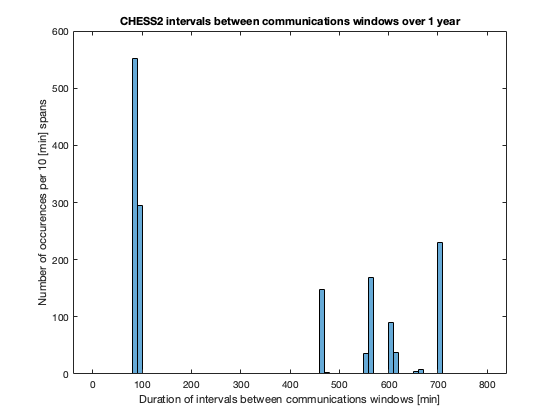 CHESS2 intervals between communications windows over 1 year
600
500
400
300
200
100
0
Number of occurences per 10 [min] spans
0 100 200 300 400 500 600 700 800
Duration of intervals between communications windows [min]